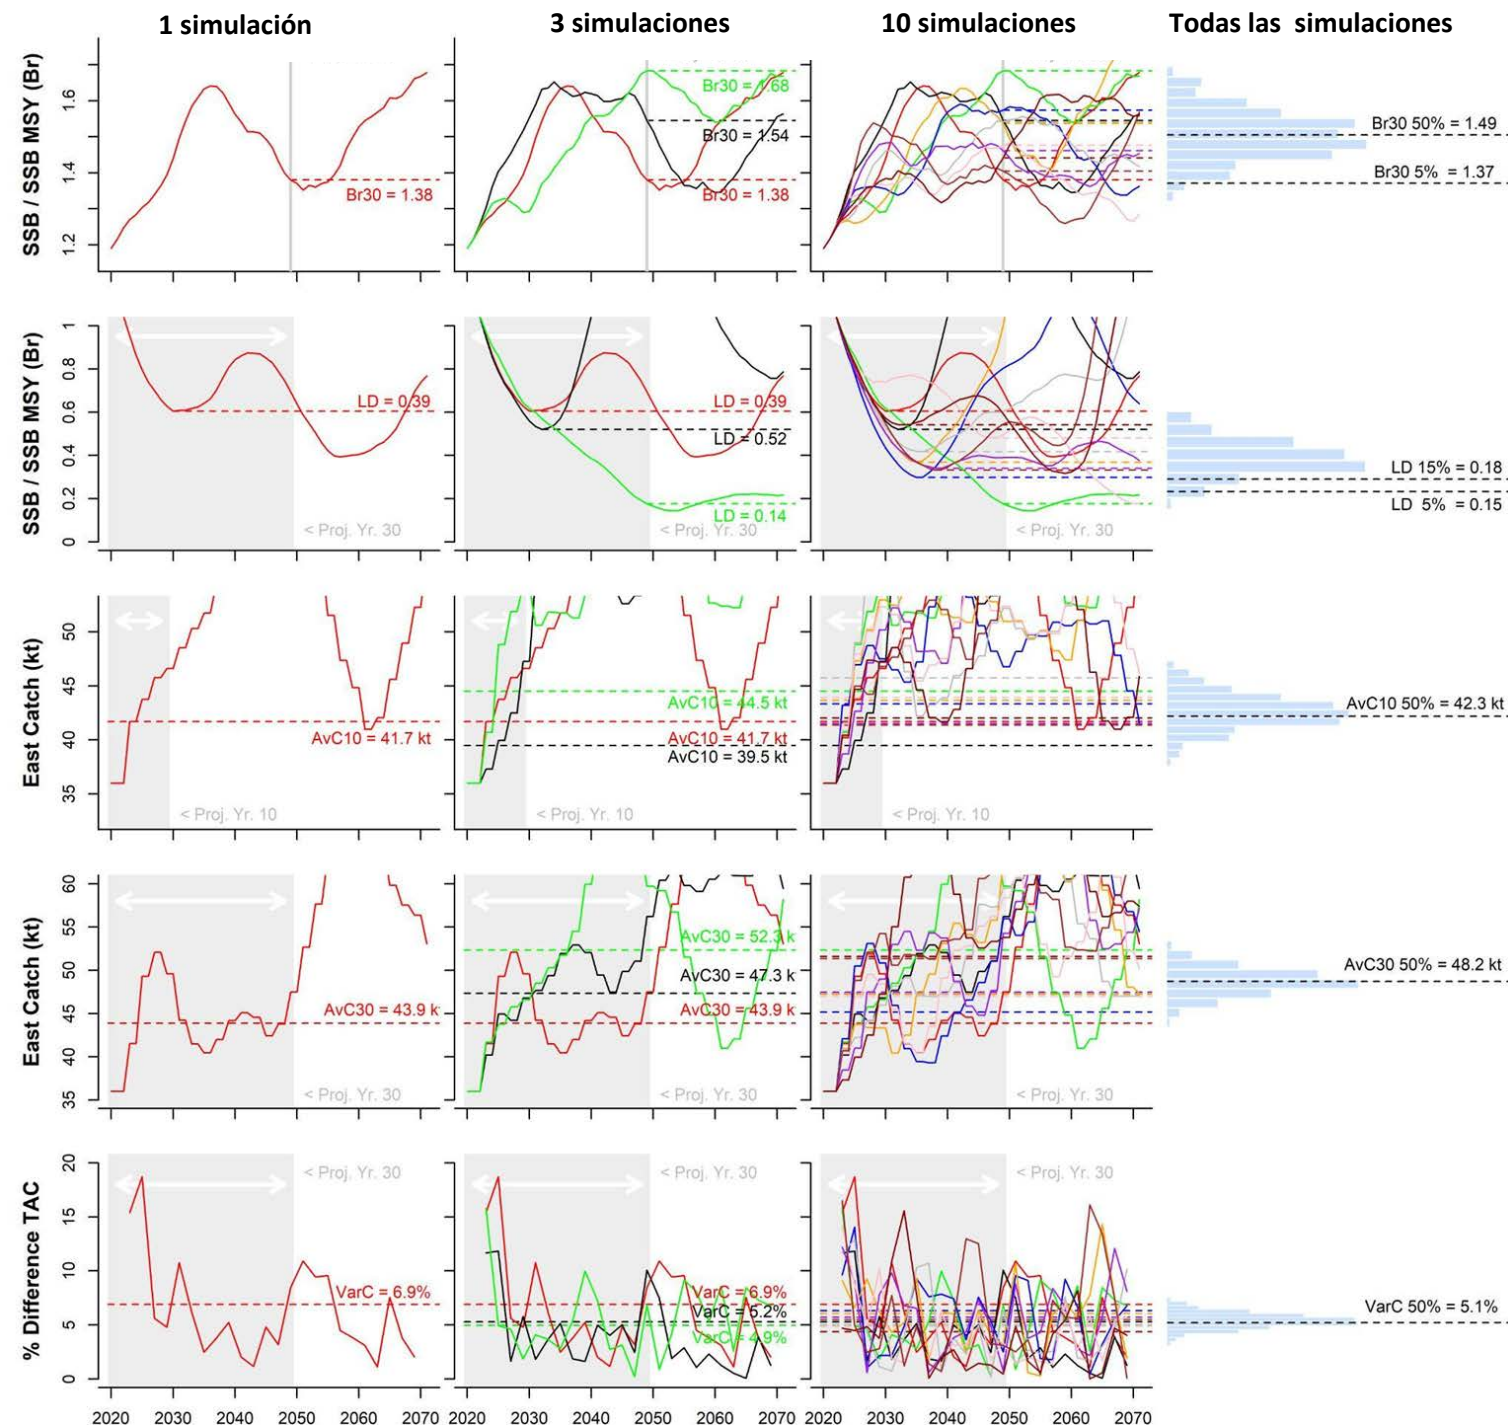 1 simulación
3 simulaciones
10 simulaciones
Todas las simulaciones
SSB / SSB MSY (Br)
1.6
1.4
1.2
Br30 = 1.38
Br30 = 1.68
Br30 = 1.54
Br30 = 1.38
Br30 50% = 1.49
Br30 5% = 1.37
SSB / SSB MSY (Br)
1
0.8
0.6
0.4
0.2
0
LD = 0.39
< Proj. Yr. 30
LD = 0.39
LD = 0.52
LD = 0.14
< Proj. Yr. 30
< Proj. Yr. 30
LD 15% = 0.18
LD 5% = 0.15
East Catch (kt)
50
45
40
35
AvC10 = 41.7 kt
< Proj. Yr. 10
AvC10 = 44.5 kt
AvC10 = 41.7 kt
AvC10 = 39.5 kt
< Proj. Yr. 10
< Proj. Yr. 10
AvC10 50% = 42.3 kt
East Catch (kt)
60
55
50
45
40
35
AvC30 = 43.9 k
< Proj. Yr. 30
AvC30 = 52.3 k
AvC30 = 47.3 k
AvC30 = 43.9 k
< Proj. Yr. 30
< Proj. Yr. 30
AvC30 50% = 48.2 kt
% Difference TAC
20
15
10
5
0
< Proj. Yr. 30
VarC = 6.9%
< Proj. Yr. 30
VarC = 6.9%
VarC = 5.2%
VarC = 4.9%
< Proj. Yr. 30
VarC 50% = 5.1%
2020 2030 2040 2050 2060 2070
2020 2030 2040 2050 2060 2070
2020 2030 2040 2050 2060 2070